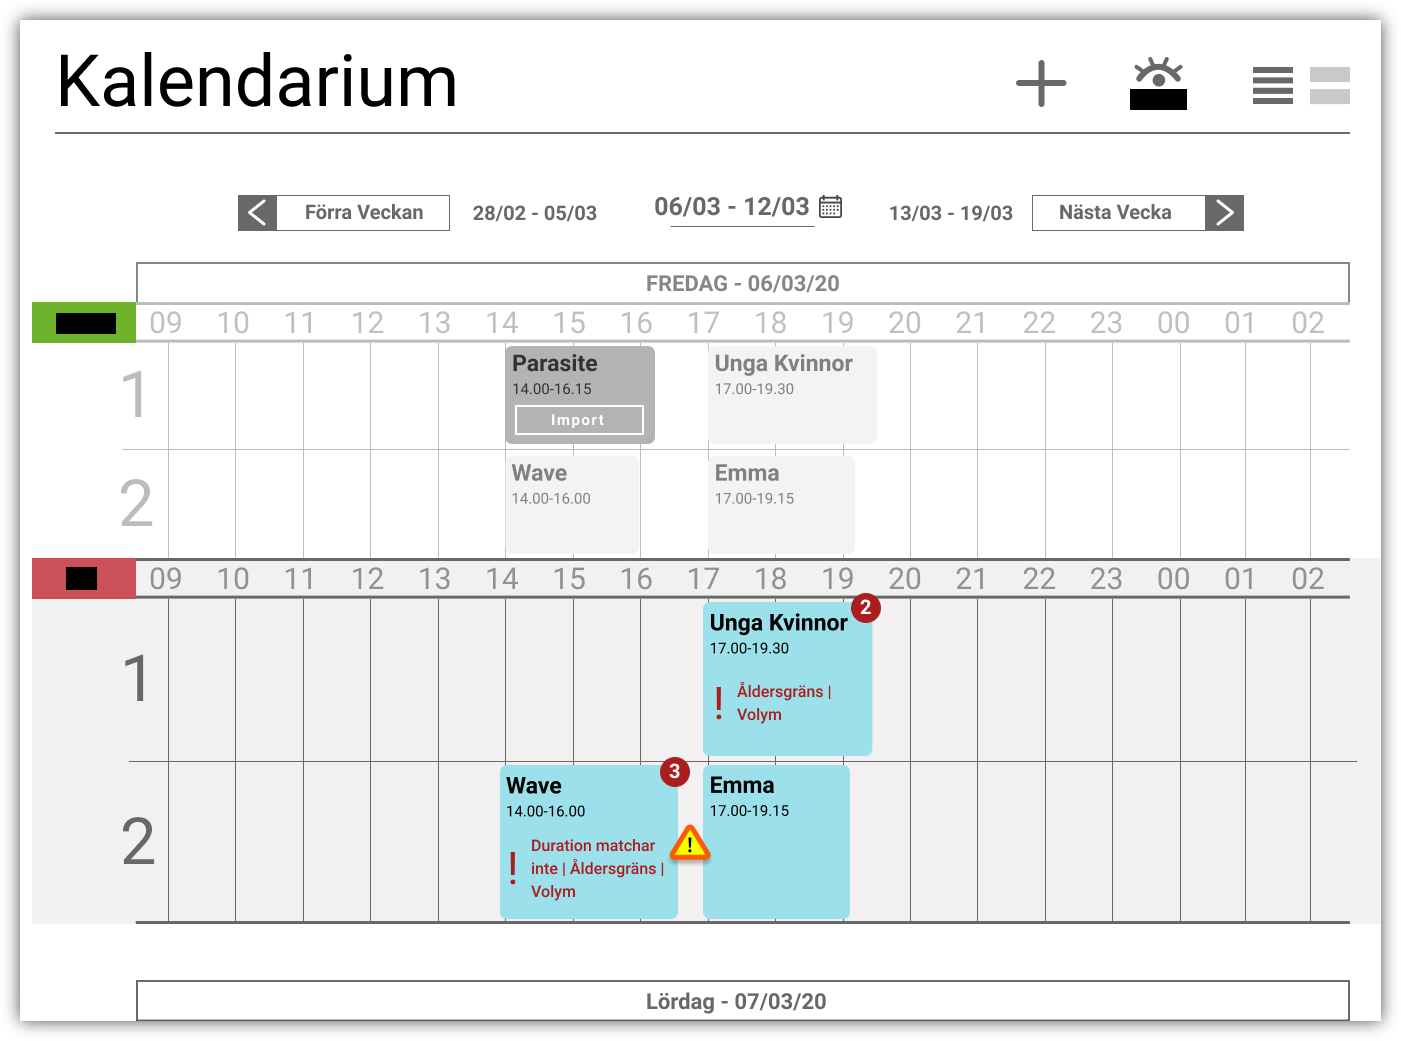 Kalendarium
Förra Veckan
28/02 - 05/03
06/03 - 12/03
13/03 - 19/03
Nästa Vecka
FREDAG - 06/03/20
09 10 11 12 13 14 15 16 17 18 19 20 21 22 23 00 01 02
1
Parasite
14.00-16.15
Import
Unga Kvinnor
17.00-19.30
2
Wave
14.00-16.00
Emma
17.00-19.15
09 10 11 12 13 14 15 16 17 18 19 20 21 22 23 00 01 02
1
Unga Kvinnor
2
17.00-19.30
! Åldersgräns |
Volym
2
Wave
3
14.00-16.00
! Duration matchar
inte | Åldersgräns |
Volym
!
Emma
17.00-19.15
Lördag - 07/03/20